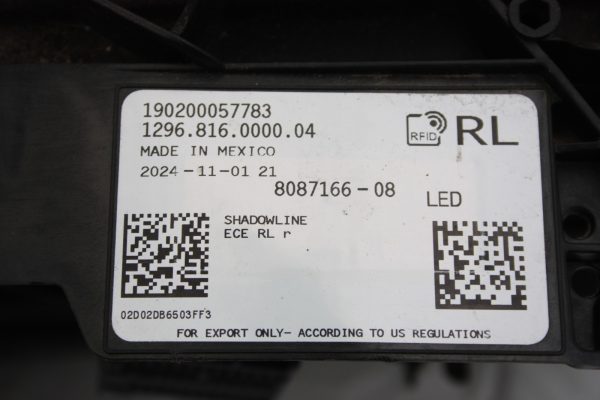 190200057783
1296.816.0000.04
MADE IN MEXICO
2024-11-01 21
RFID
RL
8087166-08
LED
SHADOWLINE
ECE RL r
02D02DB6503FF3
FOR EXPORT ONLY- ACCORDING TO US REGULATIONS